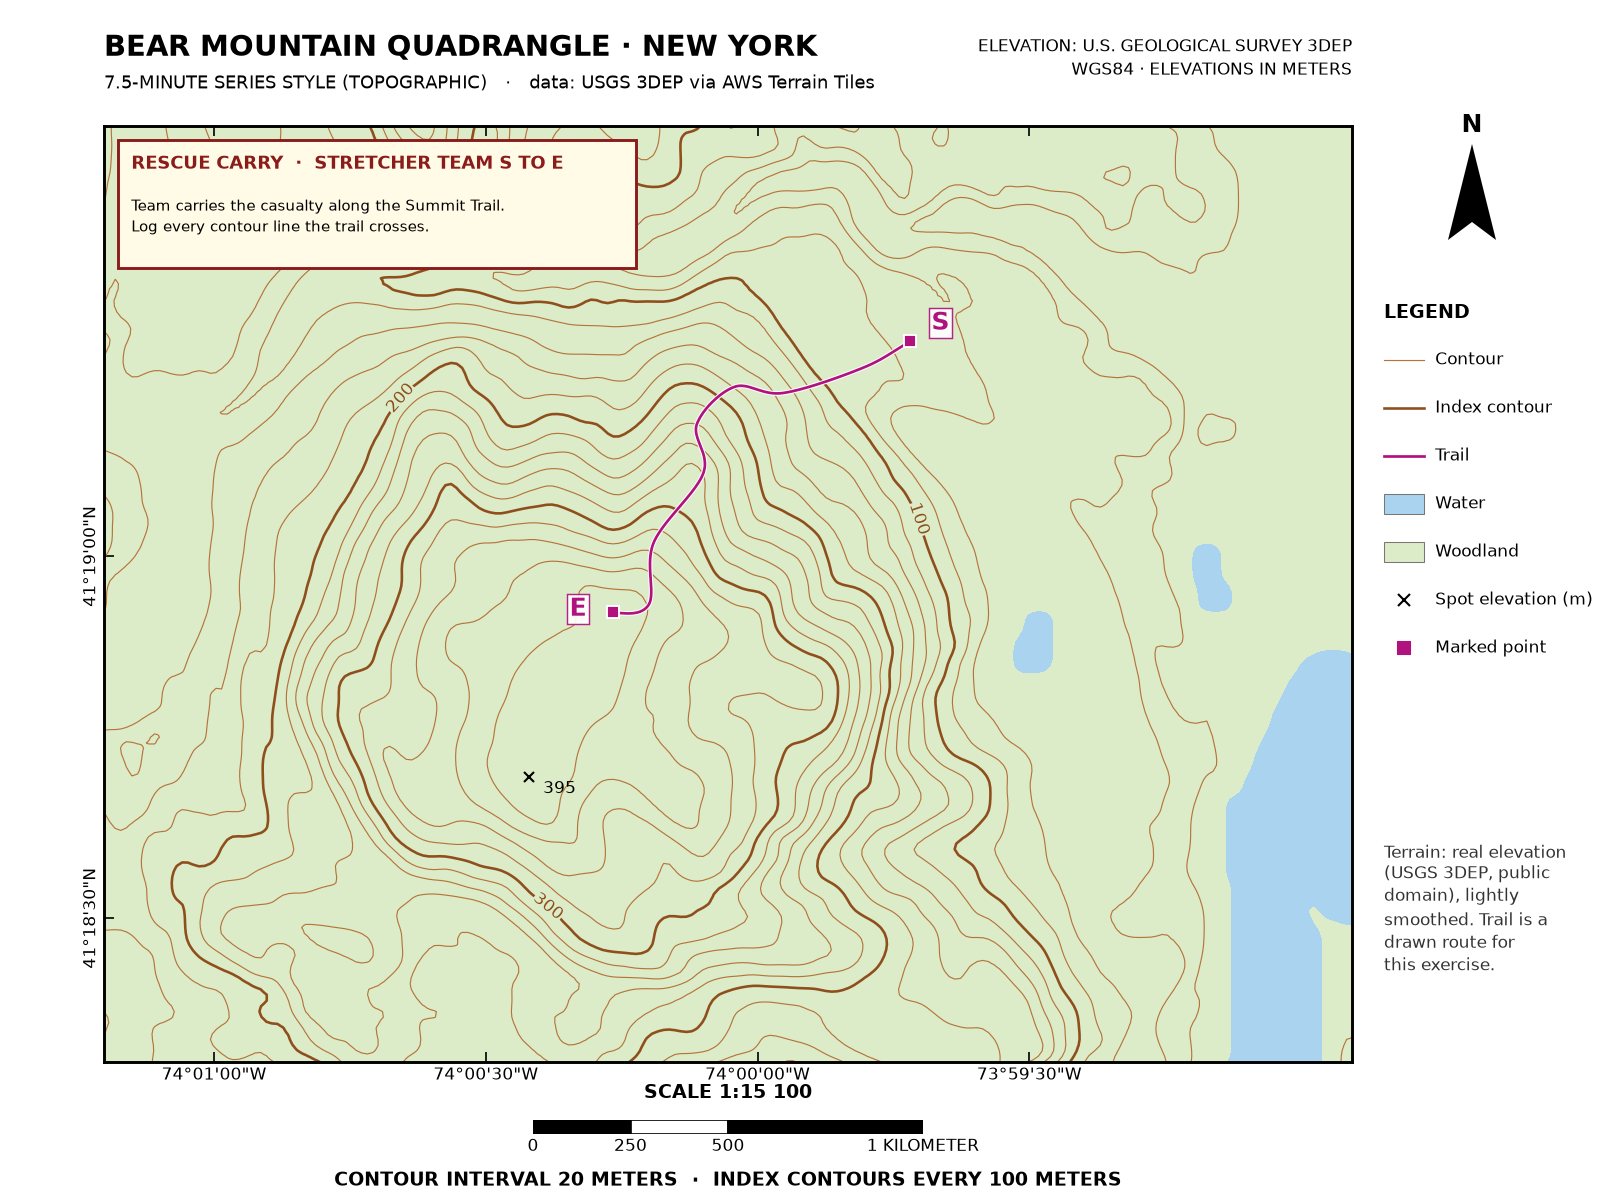 BEAR MOUNTAIN QUADRANGLE · NEW YORK
7.5-MINUTE SERIES STYLE (TOPOGRAPHIC) · data: USGS 3DEP via AWS Terrain Tiles
ELEVATION: U.S. GEOLOGICAL SURVEY 3DEP
WGS84 · ELEVATIONS IN METERS
RESCUE CARRY · STRETCHER TEAM S TO E
Team carries the casualty along the Summit Trail.
Log every contour line the trail crosses.
N
S
200
100
E
395
300
41°19'00"N
41°18'30"N
74°01'00"W
74°00'30"W
74°00'00"W
73°59'30"W
LEGEND
Contour
Index contour
Trail
Water
Woodland
Spot elevation (m)
Marked point
Terrain: real elevation
(USGS 3DEP, public
domain), lightly
smoothed. Trail is a
drawn route for
this exercise.
SCALE 1:15 100
0 250 500 1 KILOMETER
CONTOUR INTERVAL 20 METERS · INDEX CONTOURS EVERY 100 METERS